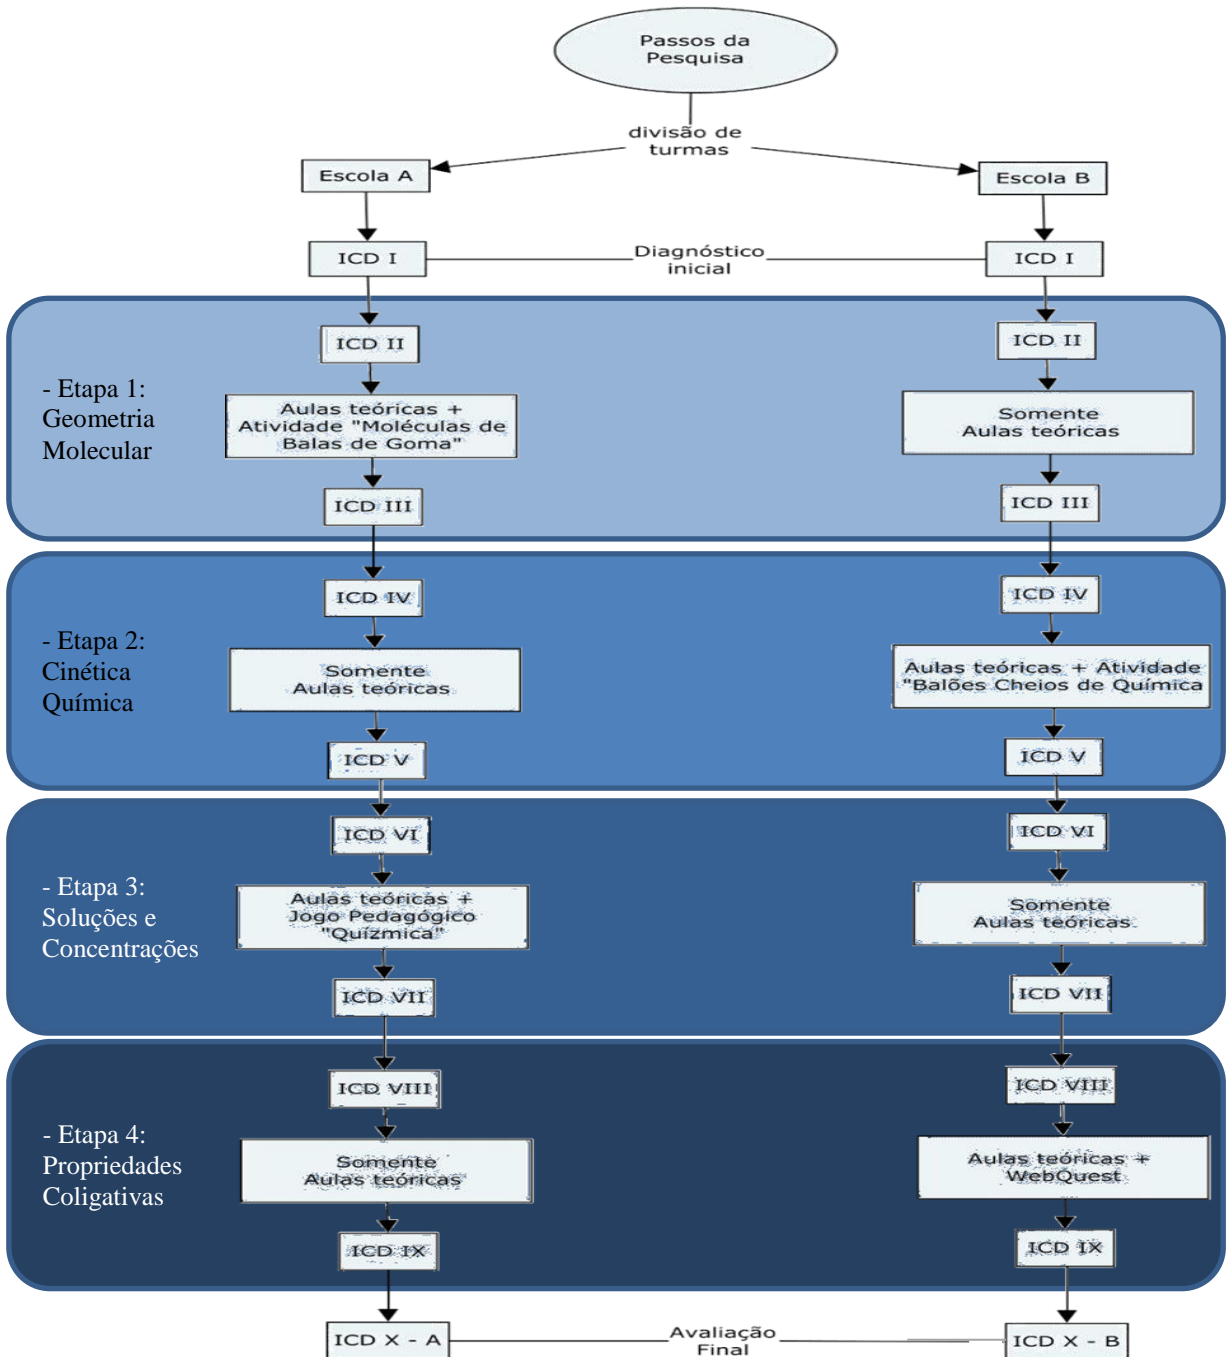 Passos da
Pesquisa
divisão de
turmas
Escola A
Escola B
ICD I
Diagnóstico
inicial
ICD I
- Etapa 1:
Geometria
Molecular
ICD II
Aulas teóricas +
Atividade "Moléculas de
Balas de Goma"
ICD III
ICD II
Somente
Aulas teóricas
ICD III
- Etapa 2:
Cinética
Química
ICD IV
Somente
Aulas teóricas
ICD V
ICD IV
Aulas teóricas + Atividade
"Balões Cheios de Química
ICD V
- Etapa 3:
Soluções e
Concentrações
ICD VI
Aulas teóricas +
Jogo Pedagógico
"Quízmica"
ICD VII
ICD VI
Somente
Aulas teóricas
ICD VII
- Etapa 4:
Propriedades
Coligativas
ICD VIII
Somente
Aulas teóricas
ICD IX
ICD VIII
Aulas teóricas +
WebQuest
ICD IX
ICD X - A
Avaliação
Final
ICD X - B